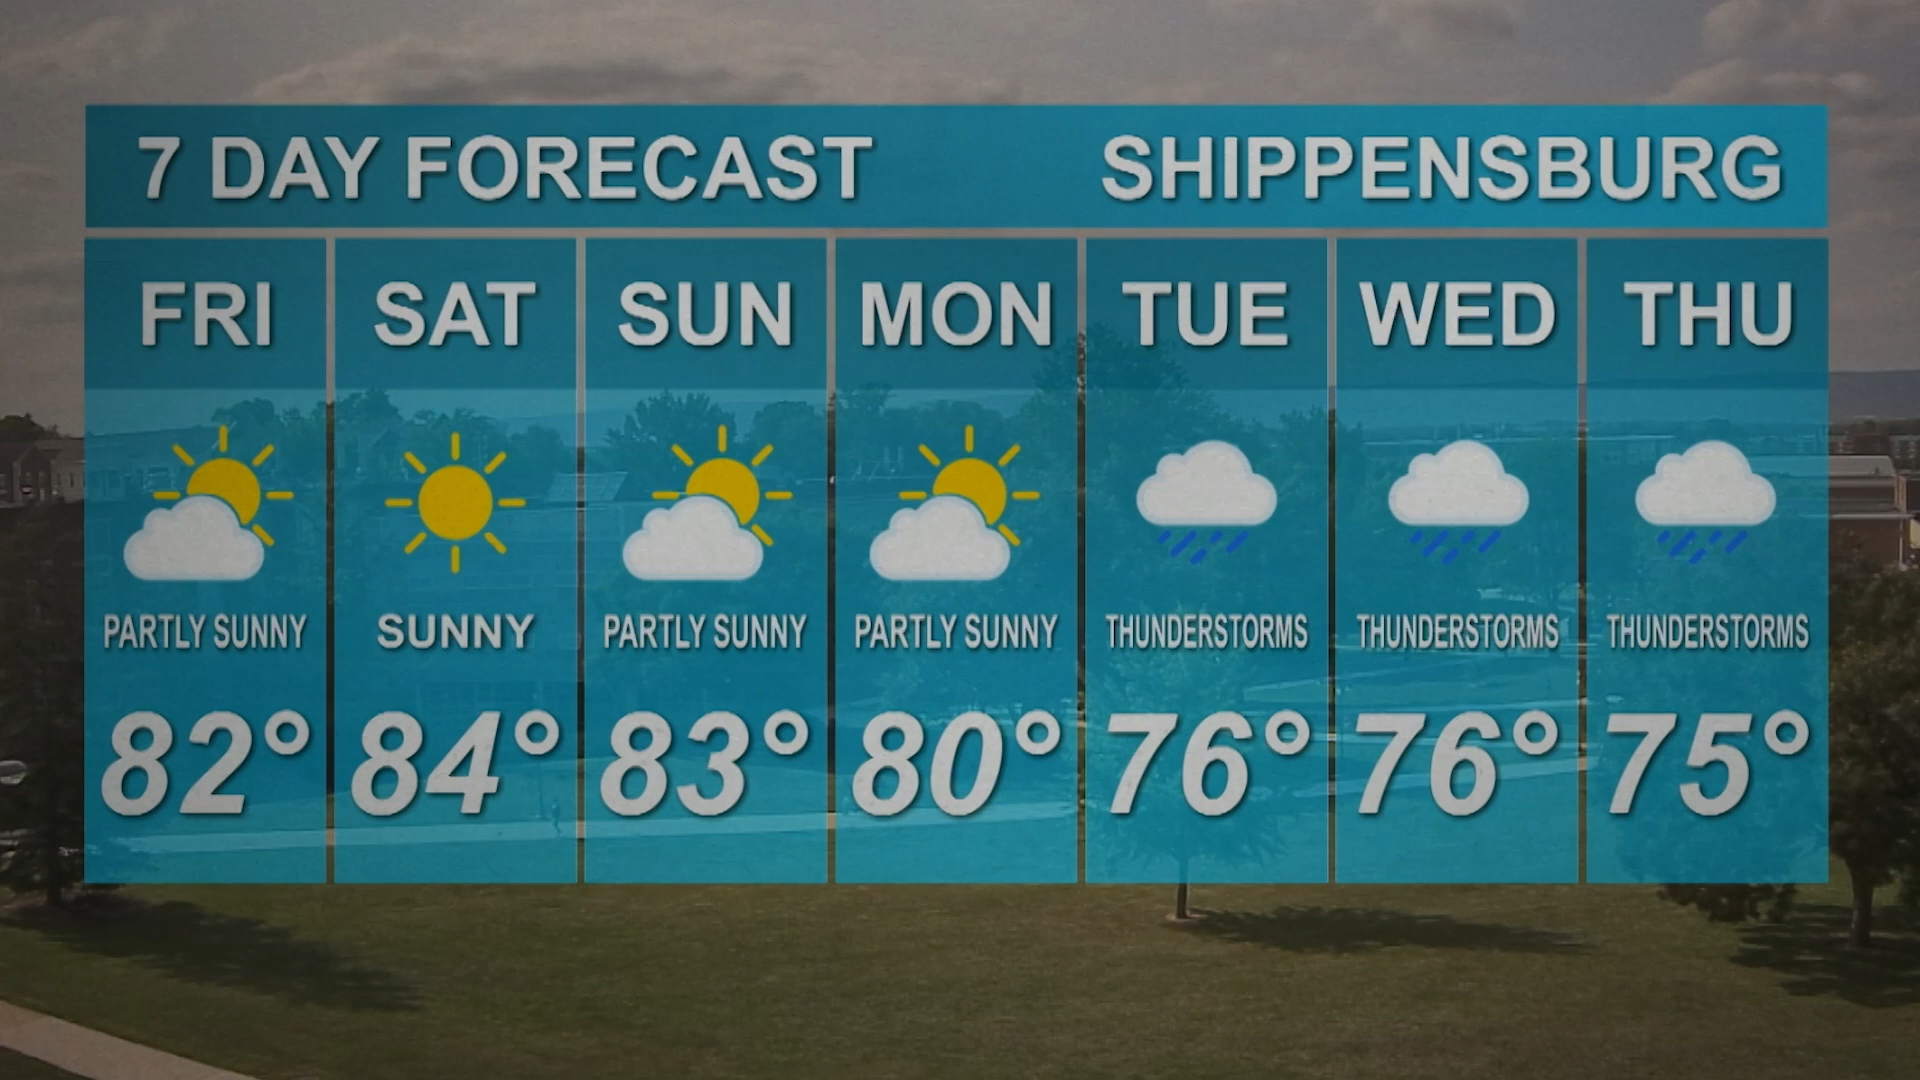 7 DAY FORECAST SHIPPENSBURG
FRI SAT SUN MON TUE WED THU
PARTLY SUNNY SUNNY PARTLY SUNNY PARTLY SUNNY THUNDERSTORMS THUNDERSTORMS THUNDERSTORMS
82° 84° 83° 80° 76° 76° 75°